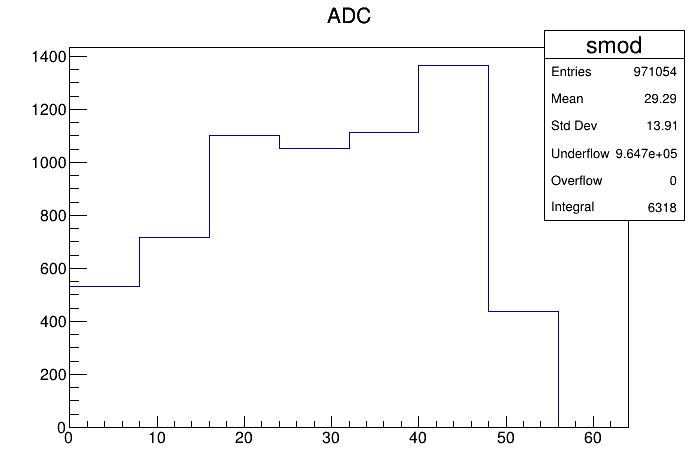 ADC
smod
Entries 971054
Mean 29.29
Std Dev 13.91
Underflow 9.647e+05
Overflow 0
Integral 6318
1400
1200
1000
800
600
400
200
0
0 10 20 30 40 50 60